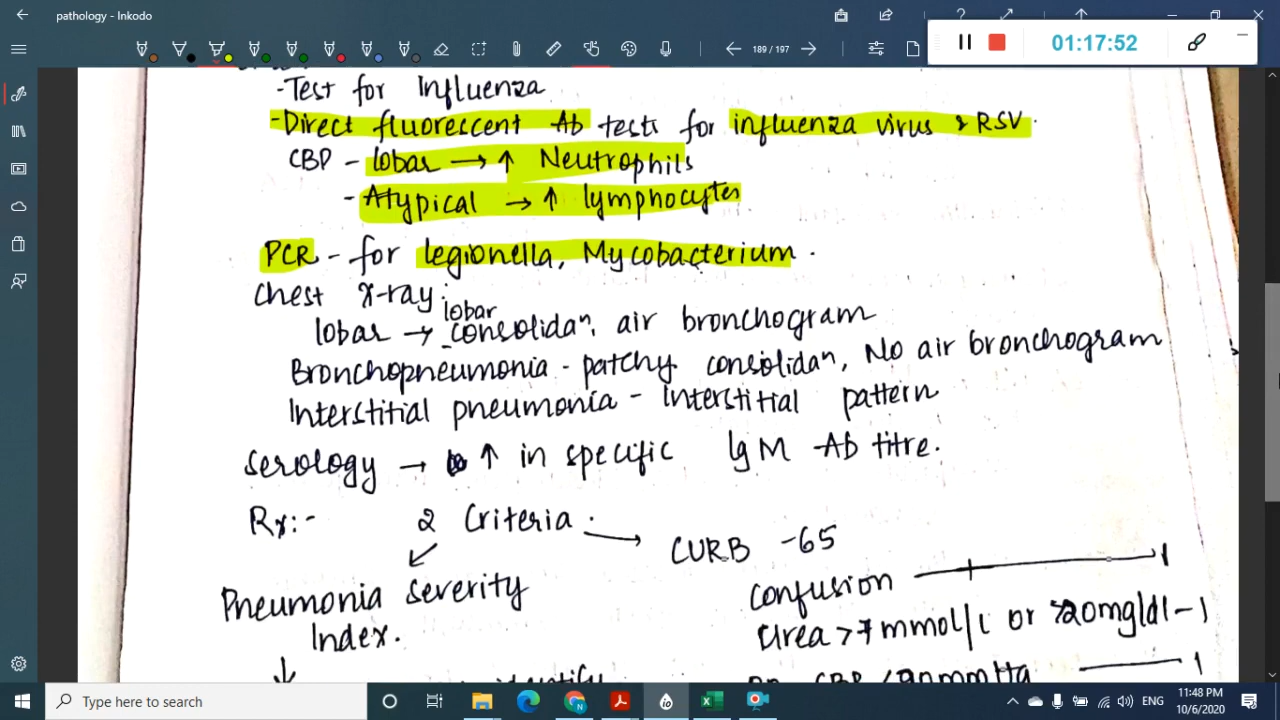 pathology - Inkodo
01:17:52
189 / 197
-Test for Influenza
-Direct fluorescent Ab tests for influenza virus & RSV.
CBP - lobar → ↑ Neutrophils
- Atypical → ↑ lymphocytes
PCR - for legionella, Mycobacterium.
Chest x-ray:
lobar → lobar consolidaⁿ, air bronchogram
Bronchopneumonia - patchy consolidaⁿ, No air bronchogram
Interstitial pneumonia - Interstitial pattern
Serology → ↑ in specific IgM Ab titre.
Rx:- 2 Criteria.
CURB -65
Pneumonia Severity Index.
Confusion 1
Urea >7 mmol/L or >20mg/dl - 1
identify
1
Type here to search
ENG
11:48 PM
10/6/2020